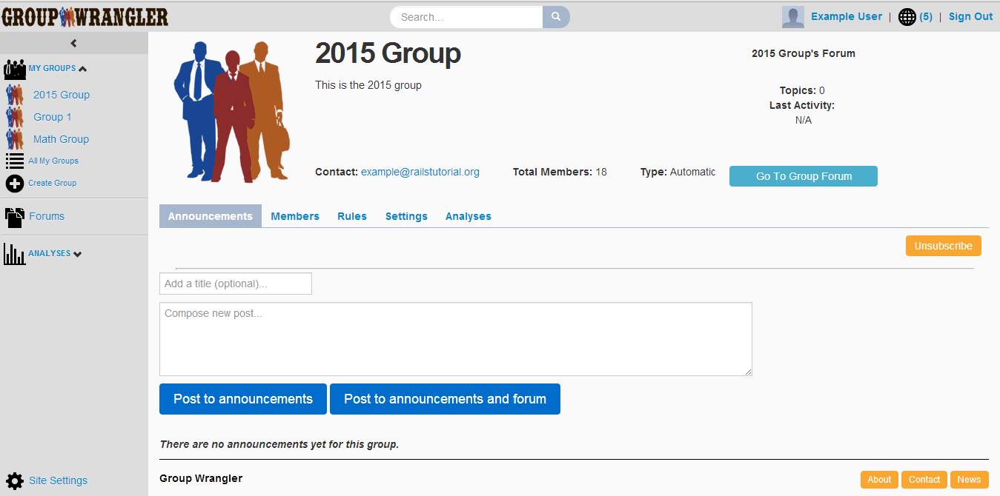 GROUP WRANGLER
Search...
Example User | (5) | Sign Out
MY GROUPS
2015 Group
Group 1
Math Group
All My Groups
Create Group
Forums
ANALYSES
Site Settings
2015 Group
This is the 2015 group
Contact: example@railstutorial.org Total Members: 18 Type: Automatic
2015 Group's Forum
Topics: 0
Last Activity:
N/A
Go To Group Forum
Announcements Members Rules Settings Analyses
Unsubscribe
Add a title (optional)...
Compose new post...
Post to announcements Post to announcements and forum
There are no announcements yet for this group.
Group Wrangler About Contact News